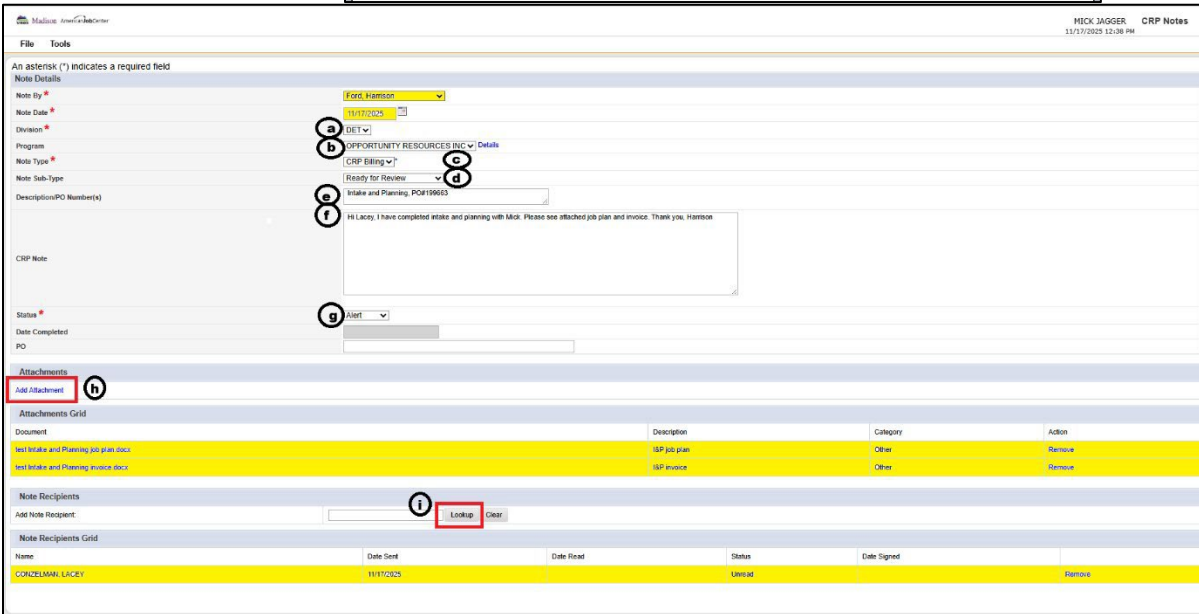 Madison AmericanJobCenter
MICK JAGGER CRP Notes
11/17/2025 12:38 PM
File Tools
An asterisk (*) indicates a required field
Note Details
Note By * Ford, Harrison
Note Date * 11/17/2025
Division * a DET
Program b OPPORTUNITY RESOURCES INC Details
Note Type * CRP Billing * c
Note Sub-Type Ready for Review d
Description/PO Number(s) e Intake and Planning, PO#199663
f Hi Lacey, I have completed intake and planning with Mick. Please see attached job plan and invoice. Thank you, Harrison
CRP Note
Status * g Alert
Date Completed
PO
Attachments
Add Attachment h
Attachments Grid
Document Description Category Action
test Intake and Planning job plan.docx I&P job plan Other Remove
test Intake and Planning invoice.docx I&P invoice Other Remove
Note Recipients
Add Note Recipient: i Lookup Clear
Note Recipients Grid
Name Date Sent Date Read Status Date Signed
CONZELMAN, LACEY 11/17/2025 Unread Remove